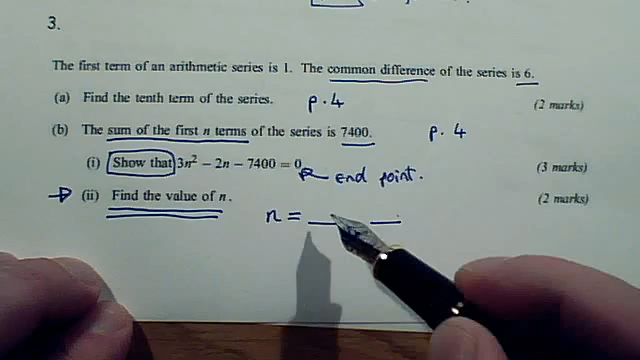 3.
The first term of an arithmetic series is 1. The common difference of the series is 6.
(a) Find the tenth term of the series. p. 4 (2 marks)
(b) The sum of the first n terms of the series is 7400. p. 4
(i) Show that 3n² − 2n − 7400 = 0 end point. (3 marks)
(ii) Find the value of n. (2 marks)
n =